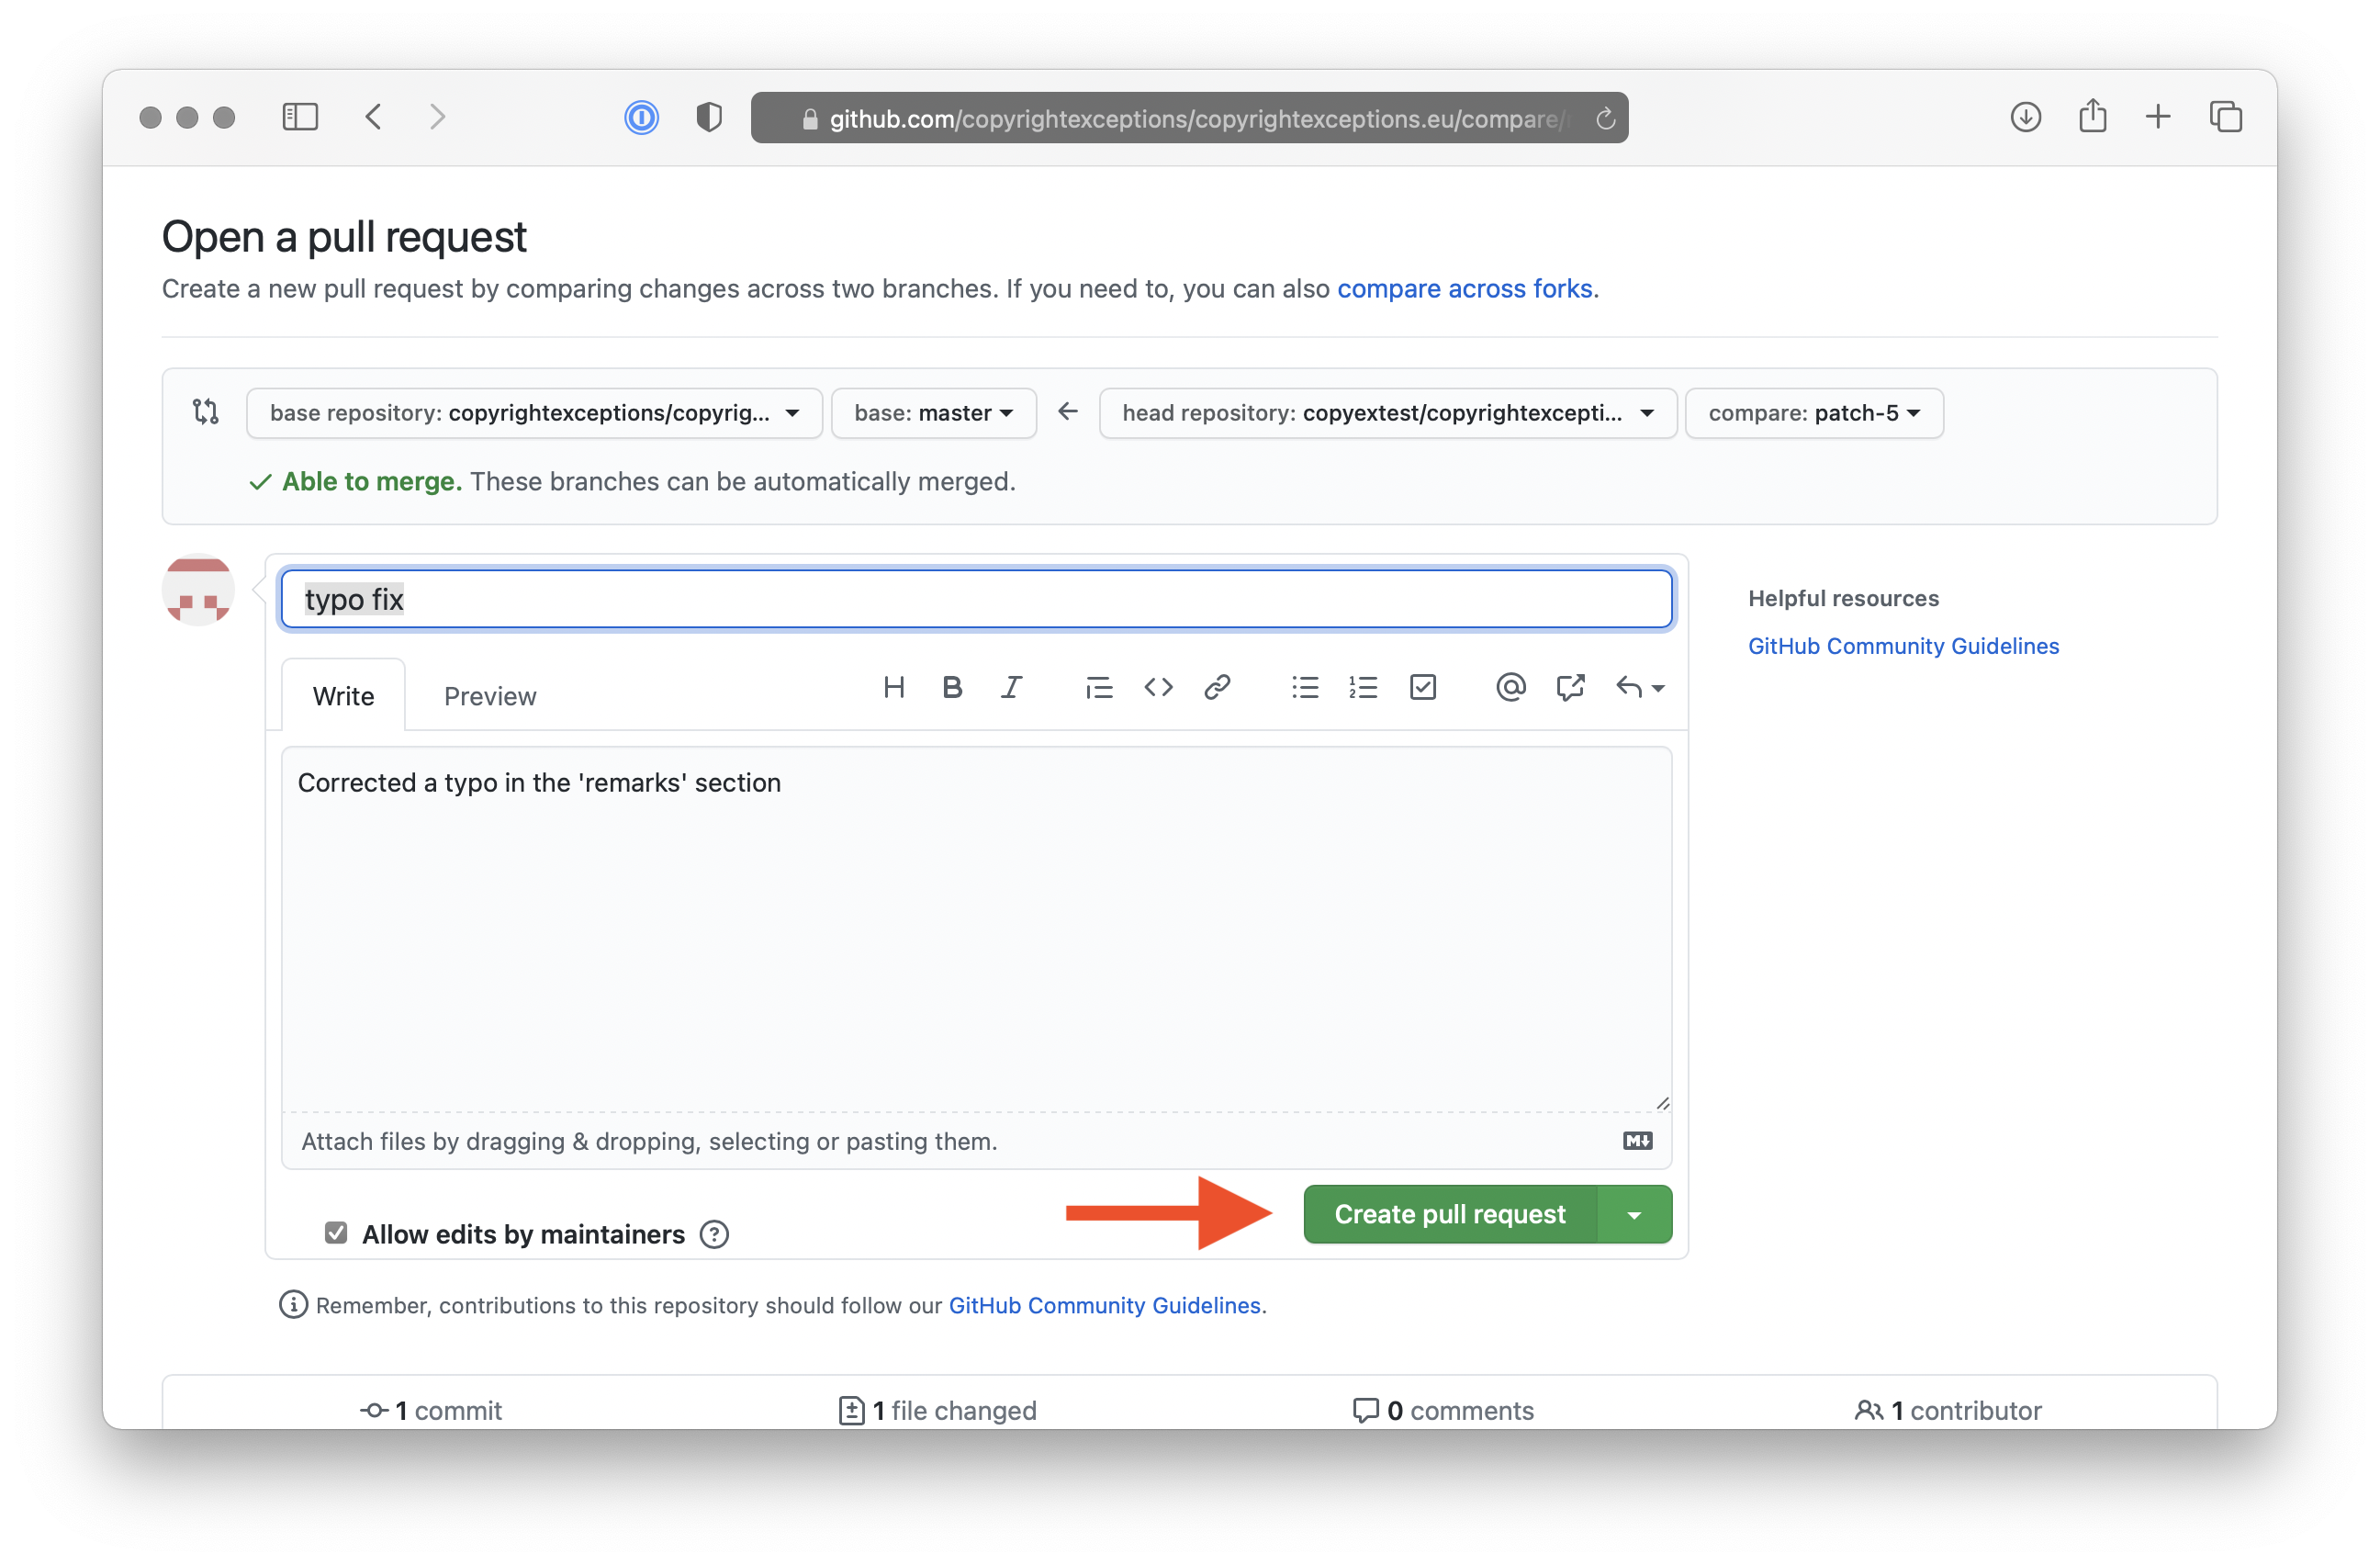 github.com/copyrightexceptions/copyrightexceptions.eu/compare/
Open a pull request
Create a new pull request by comparing changes across two branches. If you need to, you can also compare across forks.
base repository: copyrightexceptions/copyrig...
base: master
head repository: copyextest/copyrightexcepti...
compare: patch-5
Able to merge. These branches can be automatically merged.
typo fix
Helpful resources
GitHub Community Guidelines
Write
Preview
Corrected a typo in the 'remarks' section
Attach files by dragging & dropping, selecting or pasting them.
Allow edits by maintainers
Create pull request
Remember, contributions to this repository should follow our GitHub Community Guidelines.
1 commit
1 file changed
0 comments
1 contributor